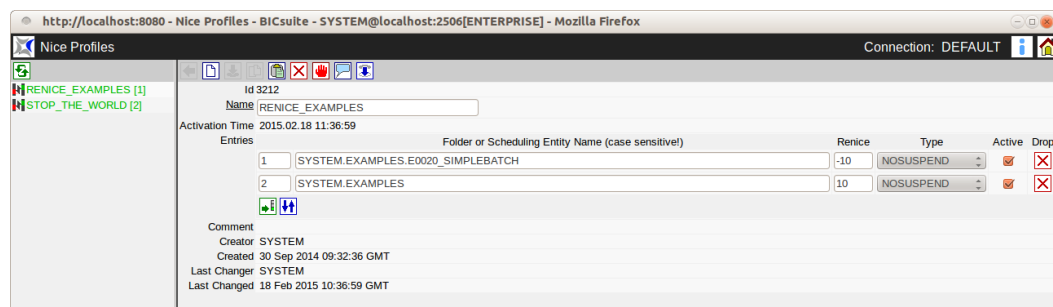 http://localhost:8080 - Nice Profiles - BICsuite - SYSTEM@localhost:2506[ENTERPRISE] - Mozilla Firefox
Nice Profiles
Connection: DEFAULT
RENICE_EXAMPLES [1]
STOP_THE_WORLD [2]
Id 3212
Name RENICE_EXAMPLES
Activation Time 2015.02.18 11:36:59
Entries Folder or Scheduling Entity Name (case sensitive!) Renice Type Active Drop
1 SYSTEM.EXAMPLES.E0020_SIMPLEBATCH -10 NOSUSPEND
2 SYSTEM.EXAMPLES 10 NOSUSPEND
Comment
Creator SYSTEM
Created 30 Sep 2014 09:32:36 GMT
Last Changer SYSTEM
Last Changed 18 Feb 2015 10:36:59 GMT